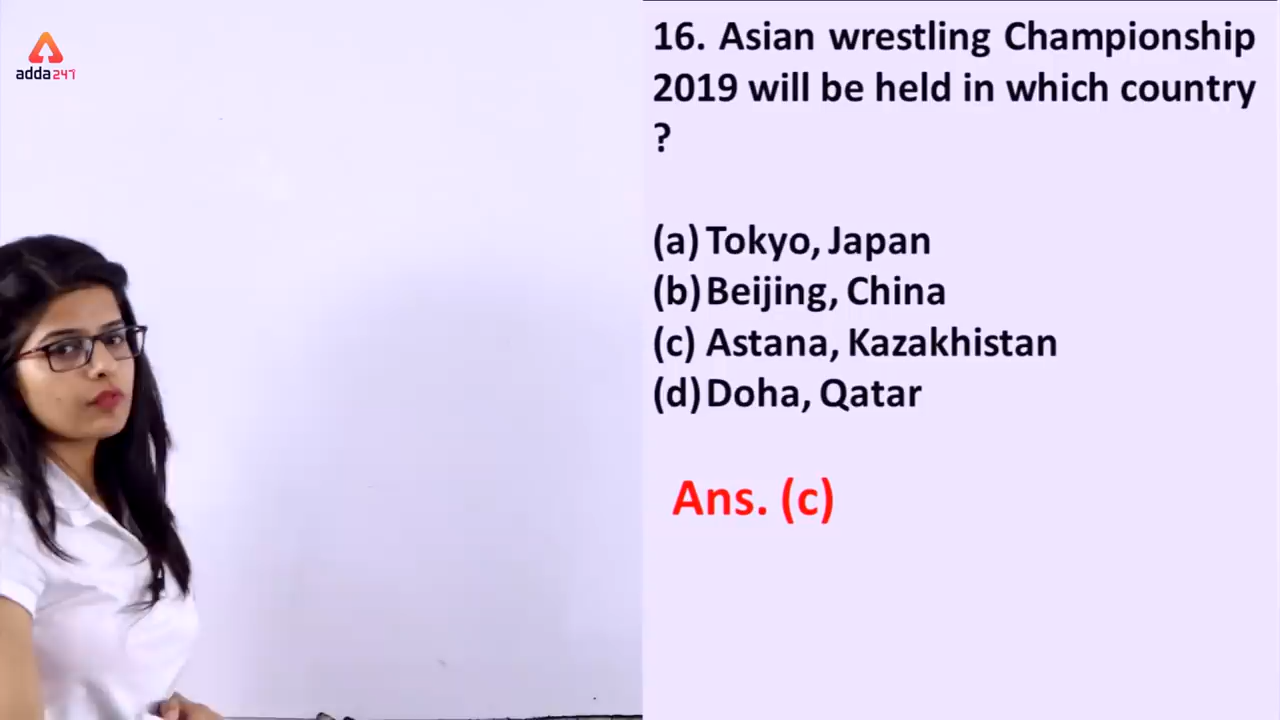 adda247
16. Asian wrestling Championship
2019 will be held in which country
?
(a) Tokyo, Japan
(b) Beijing, China
(c) Astana, Kazakhistan
(d) Doha, Qatar
Ans. (c)